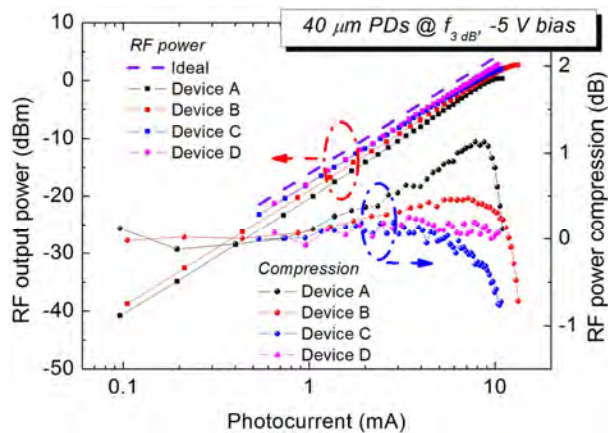 40 μm PDs @ f3 dB, -5 V bias
RF power
Ideal
Device A
Device B
Device C
Device D
Compression
Device A
Device B
Device C
Device D
RF output power (dBm)
10
0
-10
-20
-30
-40
-50
RF power compression (dB)
2
1
0
-1
0.1
1
10
Photocurrent (mA)